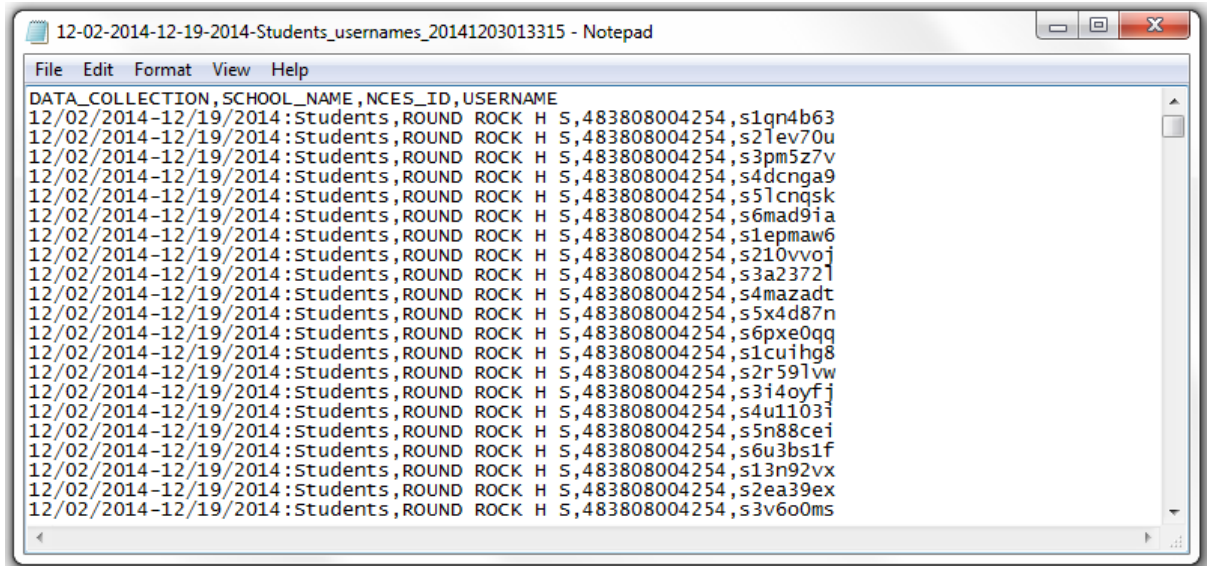 12-02-2014-12-19-2014-Students_usernames_20141203013315 - Notepad
File Edit Format View Help
DATA_COLLECTION,SCHOOL_NAME,NCES_ID,USERNAME
12/02/2014-12/19/2014:Students,ROUND ROCK H S,483808004254,s1qn4b63
12/02/2014-12/19/2014:Students,ROUND ROCK H S,483808004254,s2lev70u
12/02/2014-12/19/2014:Students,ROUND ROCK H S,483808004254,s3pm5z7v
12/02/2014-12/19/2014:Students,ROUND ROCK H S,483808004254,s4dcnga9
12/02/2014-12/19/2014:Students,ROUND ROCK H S,483808004254,s5lcnqsk
12/02/2014-12/19/2014:Students,ROUND ROCK H S,483808004254,s6mad9ia
12/02/2014-12/19/2014:Students,ROUND ROCK H S,483808004254,s1epmaw6
12/02/2014-12/19/2014:Students,ROUND ROCK H S,483808004254,s210vvoj
12/02/2014-12/19/2014:Students,ROUND ROCK H S,483808004254,s3a2372l
12/02/2014-12/19/2014:Students,ROUND ROCK H S,483808004254,s4mazadt
12/02/2014-12/19/2014:Students,ROUND ROCK H S,483808004254,s5x4d87n
12/02/2014-12/19/2014:Students,ROUND ROCK H S,483808004254,s6pxe0qq
12/02/2014-12/19/2014:Students,ROUND ROCK H S,483808004254,s1cuihg8
12/02/2014-12/19/2014:Students,ROUND ROCK H S,483808004254,s2r59lvw
12/02/2014-12/19/2014:Students,ROUND ROCK H S,483808004254,s3i4oyfj
12/02/2014-12/19/2014:Students,ROUND ROCK H S,483808004254,s4u1103i
12/02/2014-12/19/2014:Students,ROUND ROCK H S,483808004254,s5n88cei
12/02/2014-12/19/2014:Students,ROUND ROCK H S,483808004254,s6u3bs1f
12/02/2014-12/19/2014:Students,ROUND ROCK H S,483808004254,s13n92vx
12/02/2014-12/19/2014:Students,ROUND ROCK H S,483808004254,s2ea39ex
12/02/2014-12/19/2014:Students,ROUND ROCK H S,483808004254,s3v6o0ms